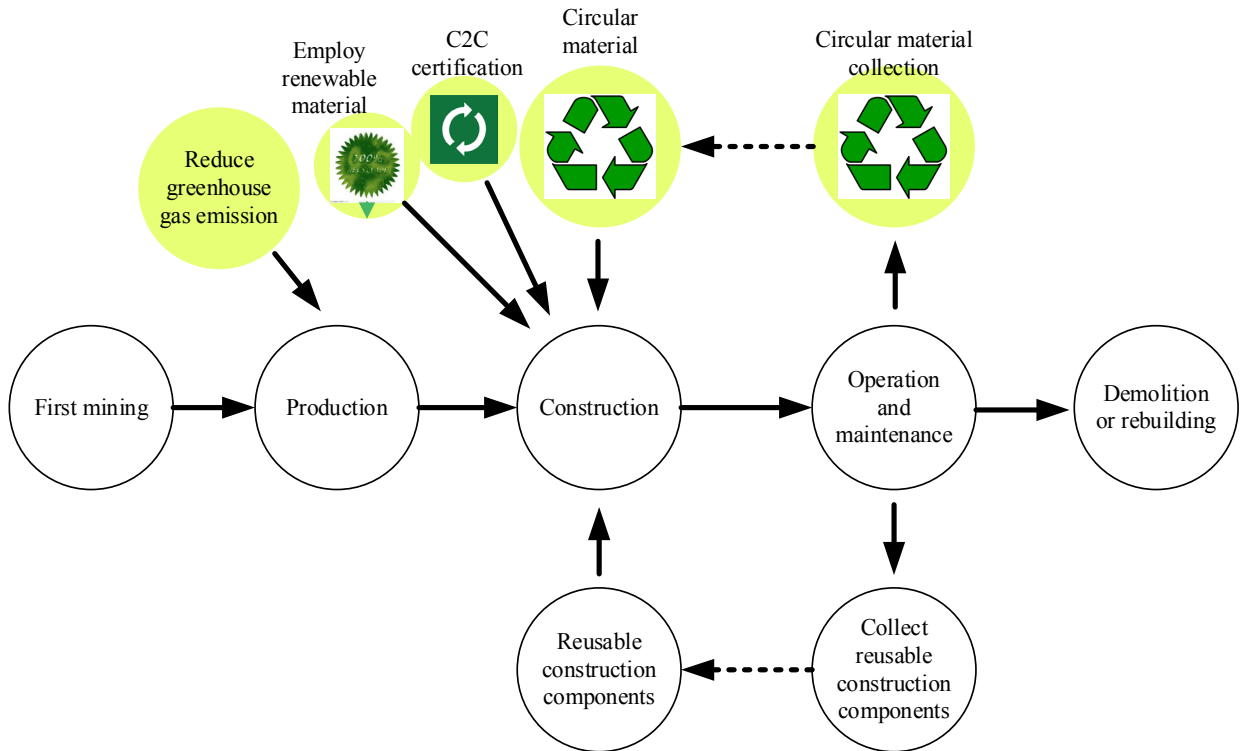 Circular
material
Circular material
collection
C2C
certification
Employ
renewable
material
Reduce
greenhouse
gas emission
100%
First mining
Production
Construction
Operation
and
maintenance
Demolition
or rebuilding
Reusable
construction
components
Collect
reusable
construction
components